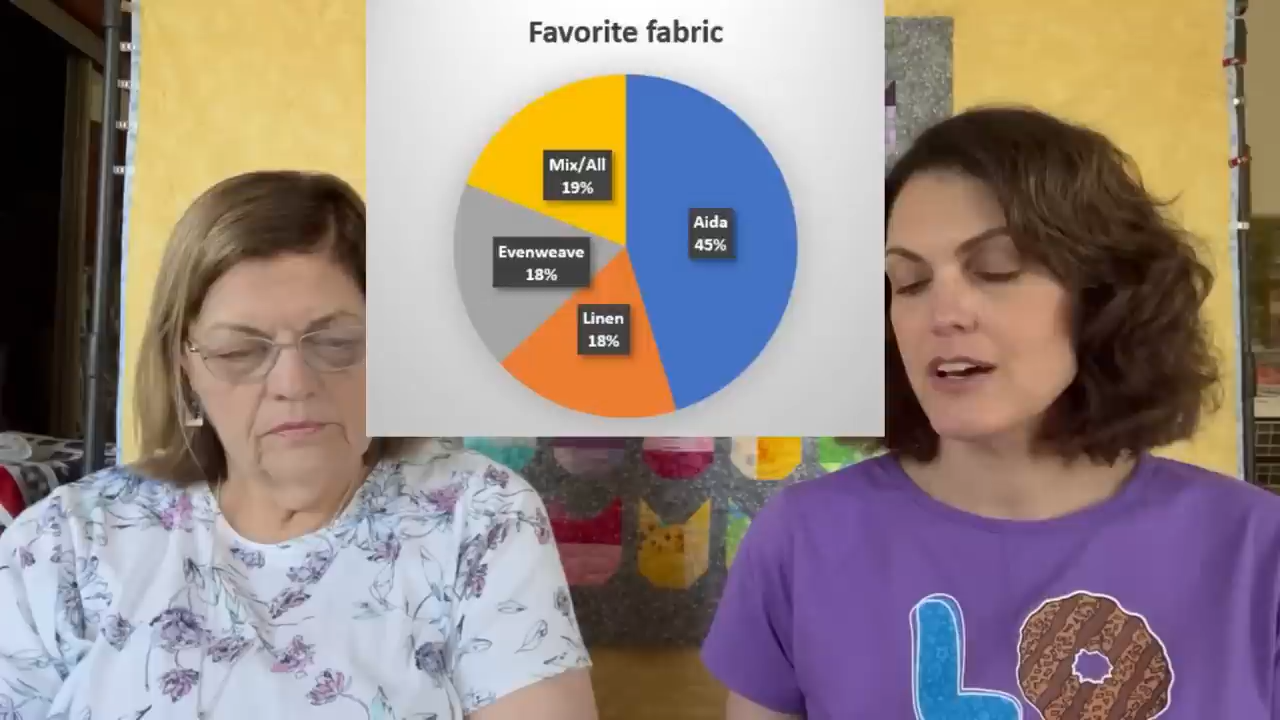 Favorite fabric
Mix/All
19%
Aida
45%
Evenweave
18%
Linen
18%
LO